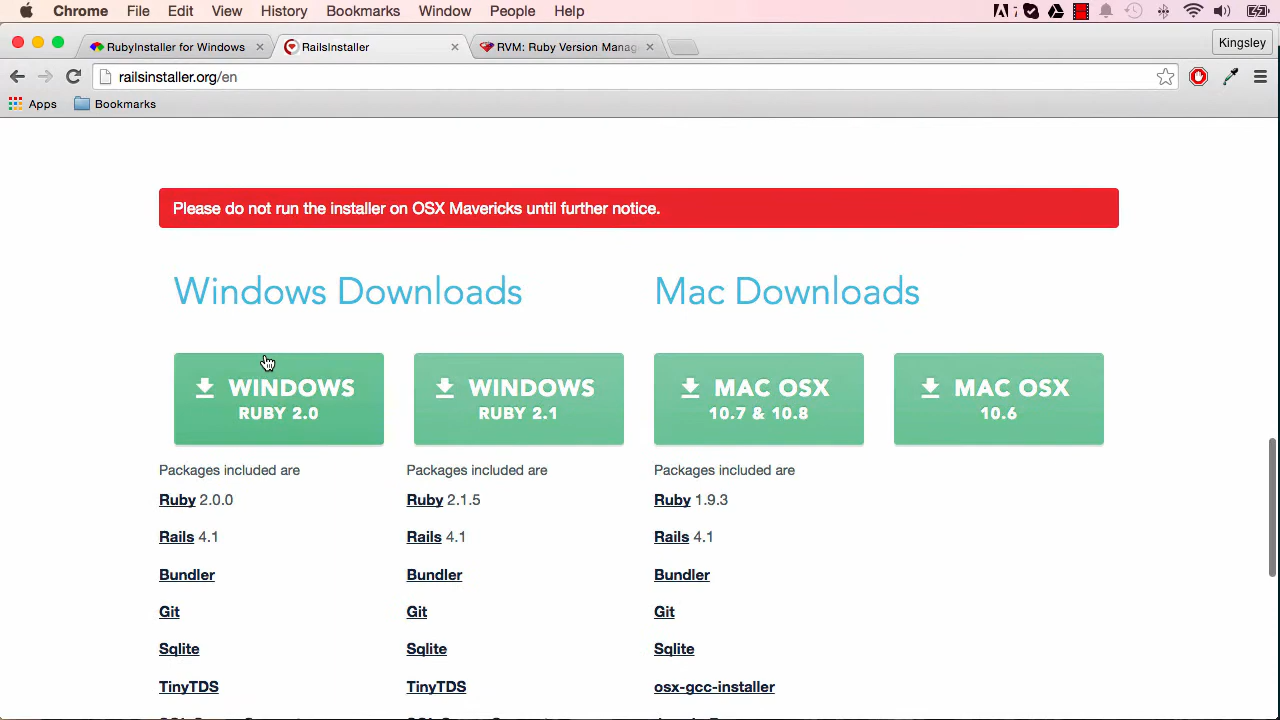 Chrome File Edit View History Bookmarks Window People Help
7
RubyInstaller for Windows
RailsInstaller
RVM: Ruby Version Manag
Kingsley
railsinstaller.org/en
Apps
Bookmarks
Please do not run the installer on OSX Mavericks until further notice.
Windows Downloads
Mac Downloads
WINDOWS
RUBY 2.0
WINDOWS
RUBY 2.1
MAC OSX
10.7 & 10.8
MAC OSX
10.6
Packages included are
Ruby 2.0.0
Rails 4.1
Bundler
Git
Sqlite
TinyTDS
Packages included are
Ruby 2.1.5
Rails 4.1
Bundler
Git
Sqlite
TinyTDS
Packages included are
Ruby 1.9.3
Rails 4.1
Bundler
Git
Sqlite
osx-gcc-installer